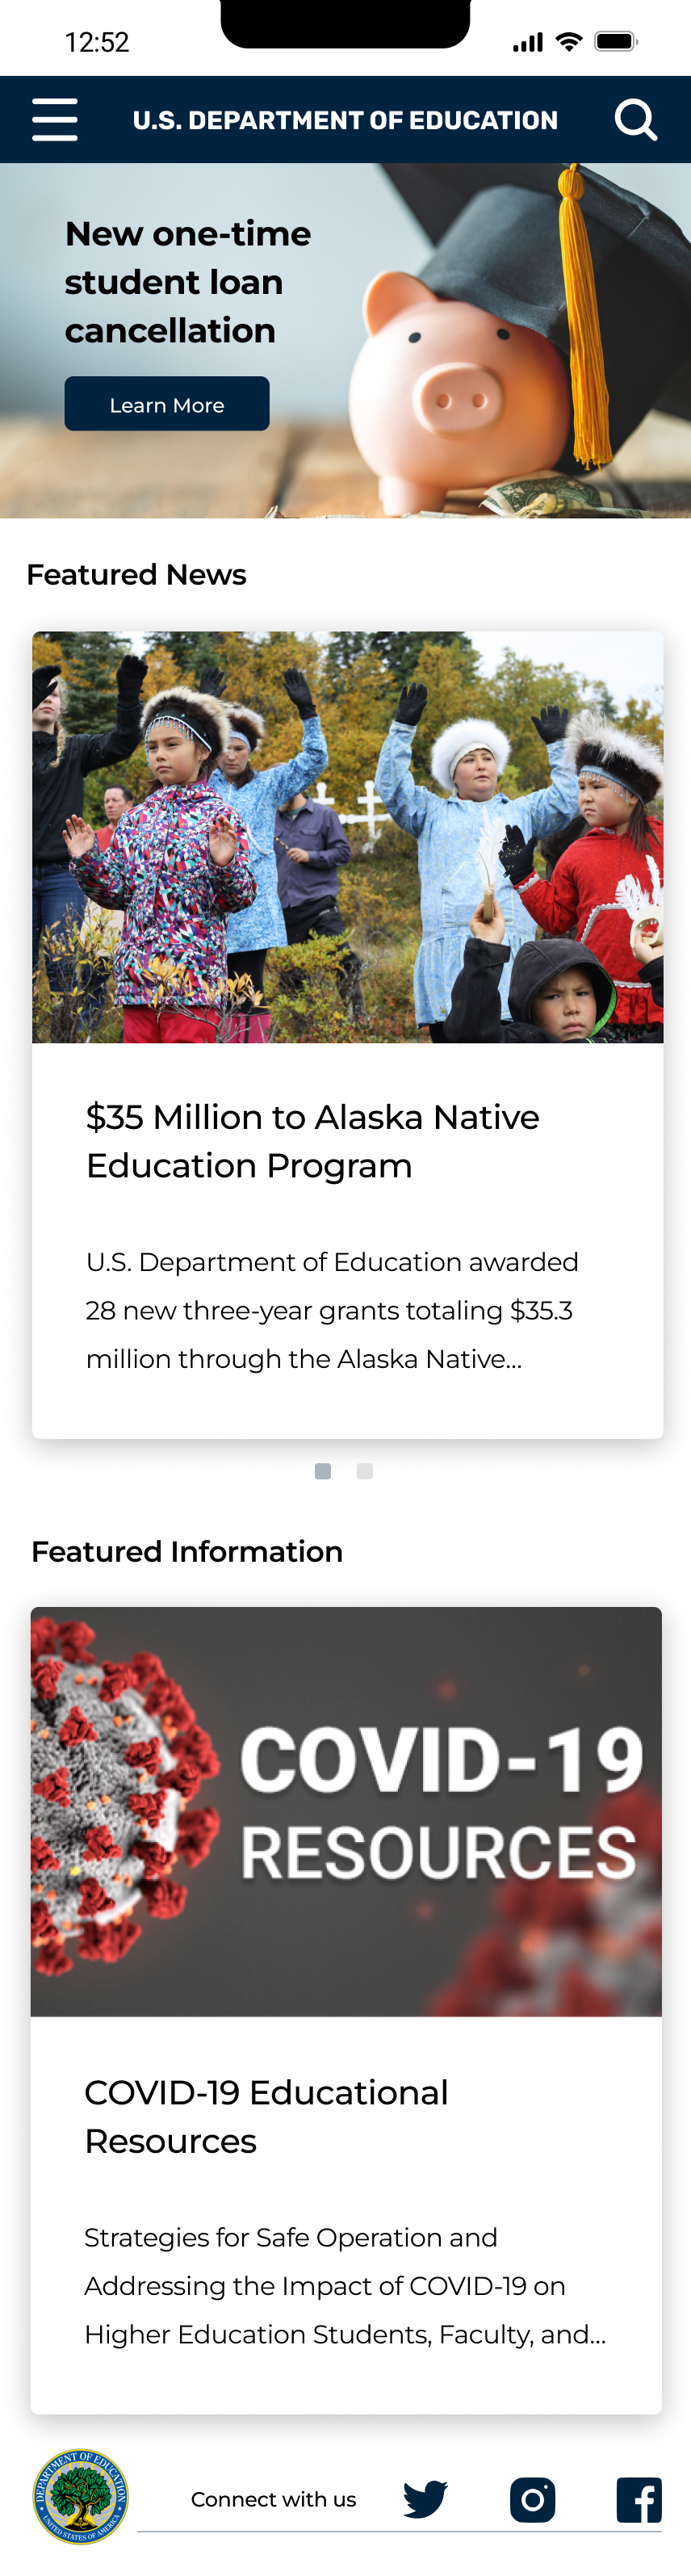 12:52
U.S. DEPARTMENT OF EDUCATION
New one-time
student loan
cancellation
Learn More
Featured News
$35 Million to Alaska Native
Education Program
U.S. Department of Education awarded
28 new three-year grants totaling $35.3
million through the Alaska Native...
Featured Information
COVID-19
RESOURCES
COVID-19 Educational
Resources
Strategies for Safe Operation and
Addressing the Impact of COVID-19 on
Higher Education Students, Faculty, and...
DEPARTMENT OF EDUCATION
UNITED STATES OF AMERICA
Connect with us